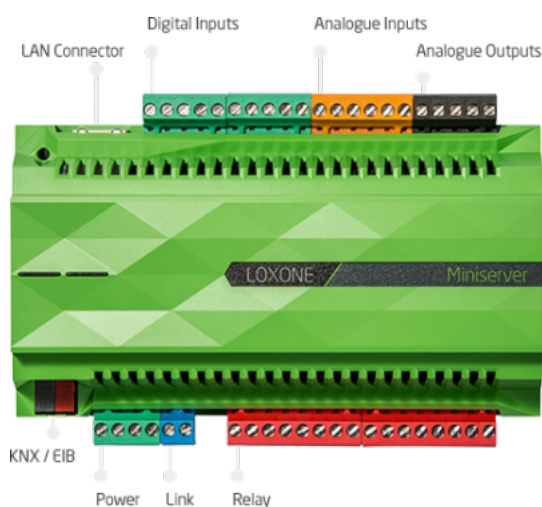 Digital Inputs
Analogue Inputs
LAN Connector
Analogue Outputs
LOXONE
Miniserver
KNX / EIB
Power
Link
Relay